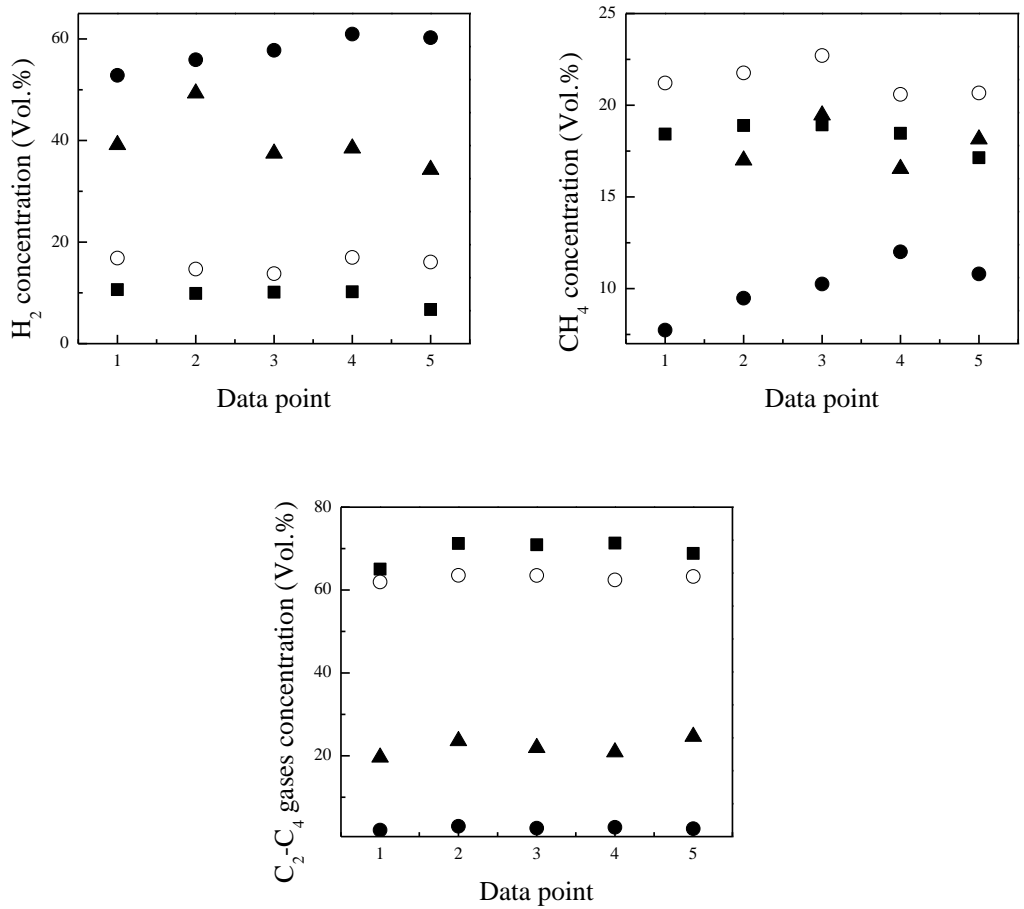 H2 concentration (Vol.%)
60
40
20
0
1 2 3 4 5
Data point
CH4 concentration (Vol.%)
25
20
15
10
1 2 3 4 5
Data point
C2-C4 gases concentration (Vol.%)
80
60
40
20
1 2 3 4 5
Data point